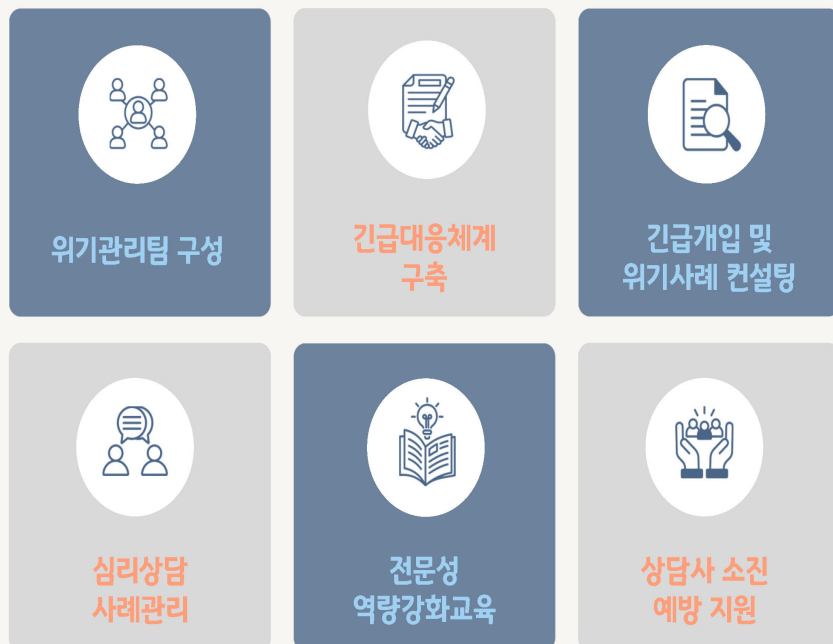 위기관리팀 구성
긴급대응체계
구축
긴급개입 및
위기사례 컨설팅
심리상담
사례관리
전문성
역량강화교육
상담사 소진
예방 지원